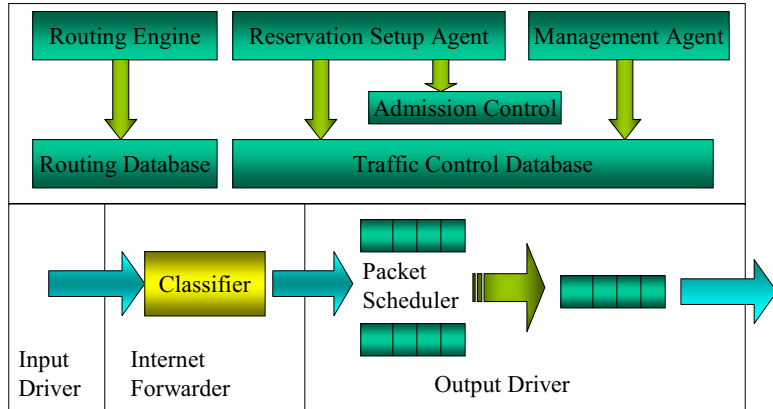 Routing Engine
Reservation Setup Agent
Management Agent
Admission Control
Routing Database
Traffic Control Database
Classifier
Packet
Scheduler
Input
Driver
Internet
Forwarder
Output Driver